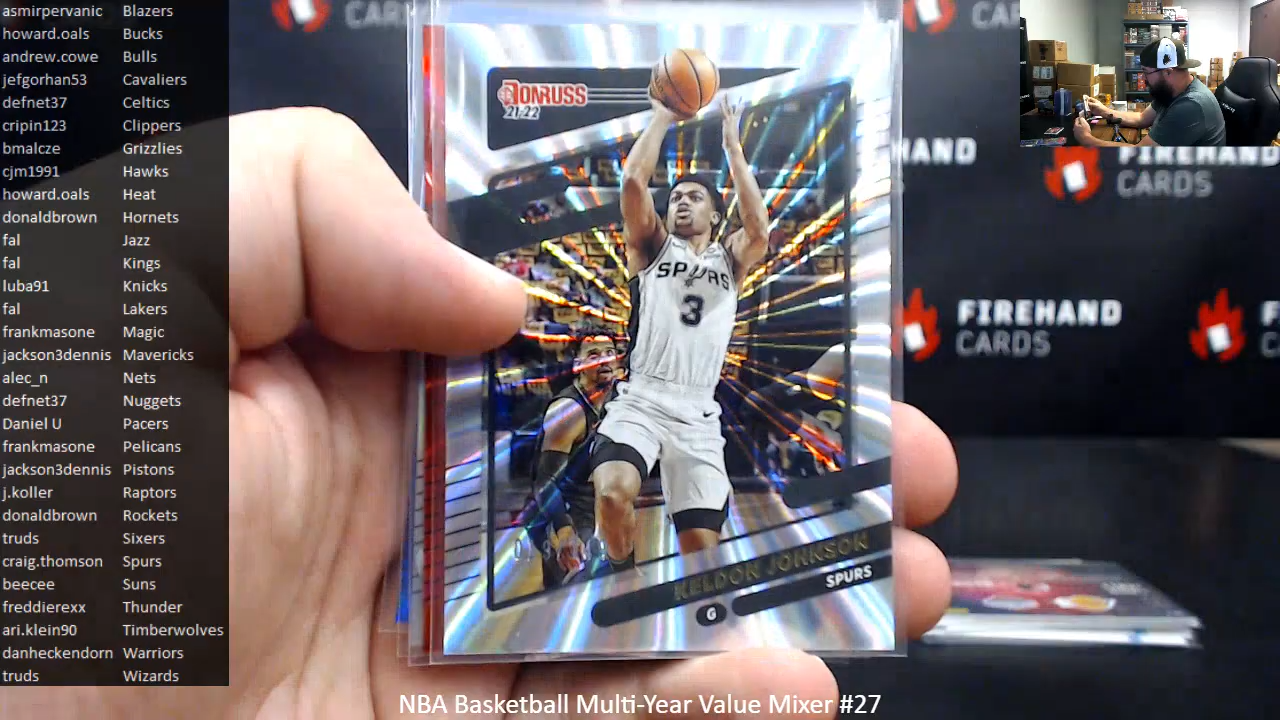 asmirpervanic Blazers
howard.oals Bucks
andrew.cowe Bulls
jefgorhan53 Cavaliers
defnet37 Celtics
cripin123 Clippers
bmalcze Grizzlies
cjm1991 Hawks
howard.oals Heat
donaldbrown Hornets
fal Jazz
fal Kings
luba91 Knicks
fal Lakers
frankmasone Magic
jackson3dennis Mavericks
alec_n Nets
defnet37 Nuggets
Daniel U Pacers
frankmasone Pelicans
jackson3dennis Pistons
j.koller Raptors
donaldbrown Rockets
truds Sixers
craig.thomson Spurs
beecee Suns
freddierexx Thunder
ari.klein90 Timberwolves
danheckendorn Warriors
truds Wizards
DONRUSS
21-22
SPURS
3
KELDON JOHNSON
SPURS
G
CARD
CAR
HAND
FIREHAND
CARDS
FIREHAND
CARDS
NBA Basketball Multi-Year Value Mixer #27